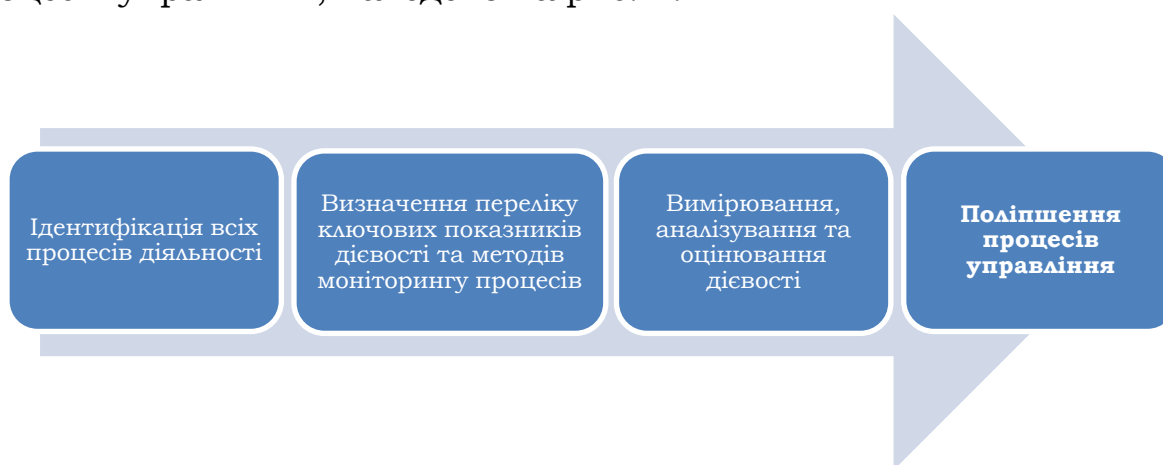 Ідентифікація всіх
процесів діяльності
Визначення переліку
ключових показників
дієвості та методів
моніторингу процесів
Вимірювання,
аналізування та
оцінювання
дієвості
Поліпшення
процесів
управління